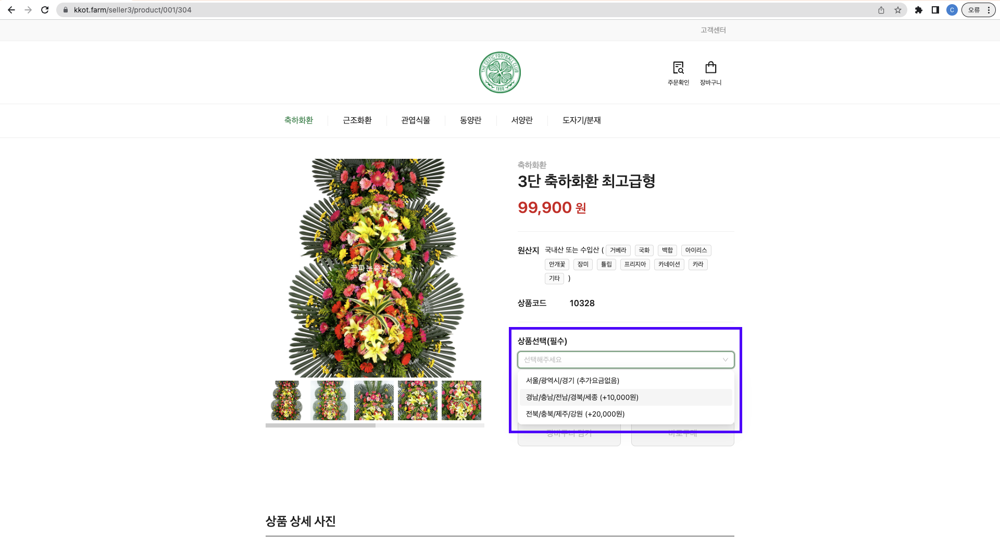 kkot.farm/seller3/product/001/304
C
오류
고객센터
THE CELTIC FOOTBALL CLUB
1888
주문확인
장바구니
축하화환
근조화환
관엽식물
동양란
서양란
도자기/분재
축하화환
3단 축하화환 최고급형
99,900 원
원산지 국내산 또는 수입산 ( 거베라 국화 백합 아이리스
안개꽃 장미 튤립 프리지아 카네이션 카라
기타 )
상품코드 10328
상품선택(필수)
선택해주세요
서울/광역시/경기 (추가요금없음)
경남/충남/전남/경북/세종 (+10,000원)
전북/충북/제주/강원 (+20,000원)
장바구니 담기
바로구매
상품 상세 사진